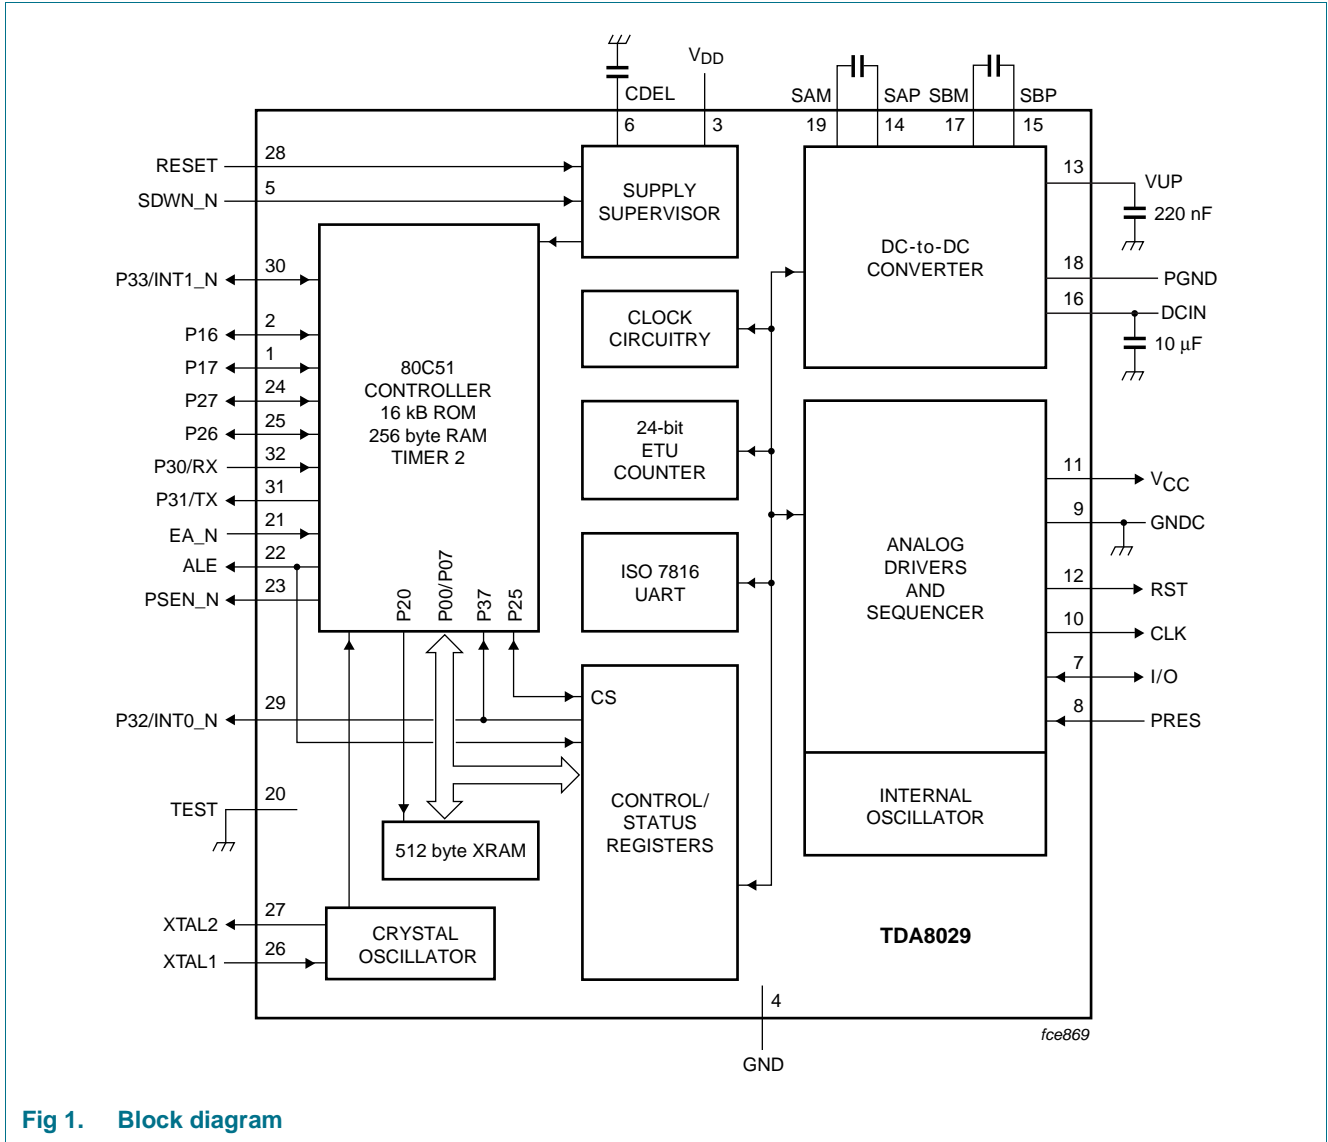 VDD
CDEL
SAM
SAP
SBM
SBP
6
3
19
14
17
15
RESET
28
SDWN_N
5
SUPPLY
SUPERVISOR
13
VUP
220 nF
DC-to-DC
CONVERTER
18
PGND
16
DCIN
10 μF
P33/INT1_N
30
P16
2
P17
1
P27
24
P26
25
P30/RX
32
P31/TX
31
EA_N
21
ALE
22
PSEN_N
23
80C51
CONTROLLER
16 kB ROM
256 byte RAM
TIMER 2
P20
P00/P07
P37
P25
CLOCK
CIRCUITRY
24-bit
ETU
COUNTER
ISO 7816
UART
ANALOG
DRIVERS
AND
SEQUENCER
11
VCC
9
GNDC
12
RST
10
CLK
7
I/O
8
PRES
INTERNAL
OSCILLATOR
P32/INT0_N
29
CS
CONTROL/
STATUS
REGISTERS
TEST
20
512 byte XRAM
XTAL2
27
XTAL1
26
CRYSTAL
OSCILLATOR
TDA8029
4
GND
fce869
Fig 1. Block diagram